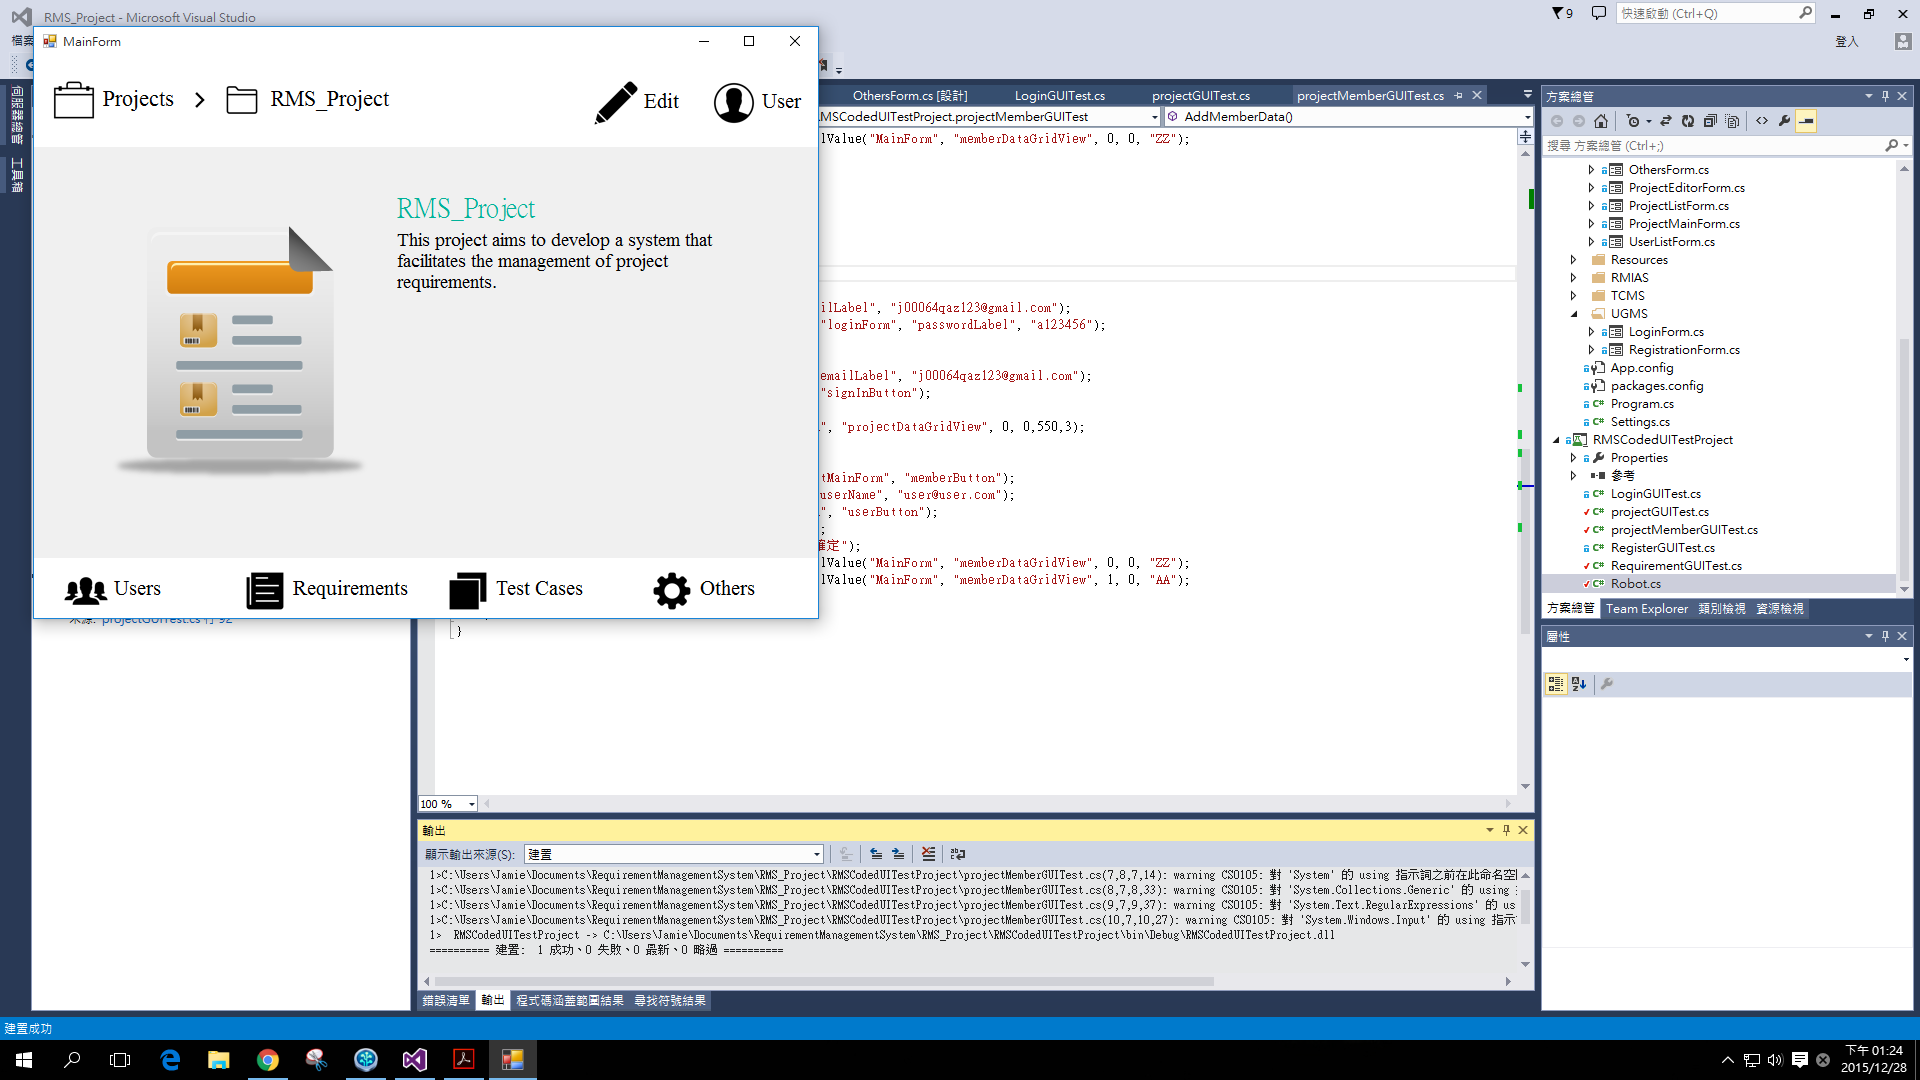 RMS_Project - Microsoft Visual Studio
9
快速啟動 (Ctrl+Q)
檔案
登入
MainForm
Projects
RMS_Project
Edit
User
RMS_Project
This project aims to develop a system that
facilitates the management of project
requirements.
Users
Requirements
Test Cases
Others
伺服器總管
工具箱
來源: projectGUITest.cs 行 92
OthersForm.cs [設計]
LoginGUITest.cs
projectGUITest.cs
projectMemberGUITest.cs
MSCodedUITestProject.projectMemberGUITest
AddMemberData()
lValue("MainForm", "memberDataGridView", 0, 0, "ZZ");
ilLabel", "j00064qaz123@gmail.com");
"loginForm", "passwordLabel", "a123456");
emailLabel", "j00064qaz123@gmail.com");
"signInButton");
", "projectDataGridView", 0, 0,550,3);
tMainForm", "memberButton");
userName", "user@user.com");
", "userButton");
;
確定");
lValue("MainForm", "memberDataGridView", 0, 0, "ZZ");
lValue("MainForm", "memberDataGridView", 1, 0, "AA");
}
100 %
輸出
顯示輸出來源(S):
建置
1>C:\Users\Jamie\Documents\RequirementManagementSystem\RMS_Project\RMSCodedUITestProject\projectMemberGUITest.cs(7,8,7,14): warning CS0105: 對 'System' 的 using 指示詞之前在此命名空
1>C:\Users\Jamie\Documents\RequirementManagementSystem\RMS_Project\RMSCodedUITestProject\projectMemberGUITest.cs(8,7,8,33): warning CS0105: 對 'System.Collections.Generic' 的 using
1>C:\Users\Jamie\Documents\RequirementManagementSystem\RMS_Project\RMSCodedUITestProject\projectMemberGUITest.cs(9,7,9,37): warning CS0105: 對 'System.Text.RegularExpressions' 的 us
1>C:\Users\Jamie\Documents\RequirementManagementSystem\RMS_Project\RMSCodedUITestProject\projectMemberGUITest.cs(10,7,10,27): warning CS0105: 對 'System.Windows.Input' 的 using 指示
1>  RMSCodedUITestProject -> C:\Users\Jamie\Documents\RequirementManagementSystem\RMS_Project\RMSCodedUITestProject\bin\Debug\RMSCodedUITestProject.dll
========== 建置: 1 成功、0 失敗、0 最新、0 略過 ==========
錯誤清單
輸出
程式碼涵蓋範圍結果
尋找符號結果
方案總管
搜尋 方案總管 (Ctrl+;)
OthersForm.cs
ProjectEditorForm.cs
ProjectListForm.cs
ProjectMainForm.cs
UserListForm.cs
Resources
RMIAS
TCMS
UGMS
LoginForm.cs
RegistrationForm.cs
App.config
packages.config
Program.cs
Settings.cs
RMSCodedUITestProject
Properties
參考
LoginGUITest.cs
projectGUITest.cs
projectMemberGUITest.cs
RegisterGUITest.cs
RequirementGUITest.cs
Robot.cs
方案總管
Team Explorer
類別檢視
資源檢視
屬性
建置成功
下午 01:24
2015/12/28